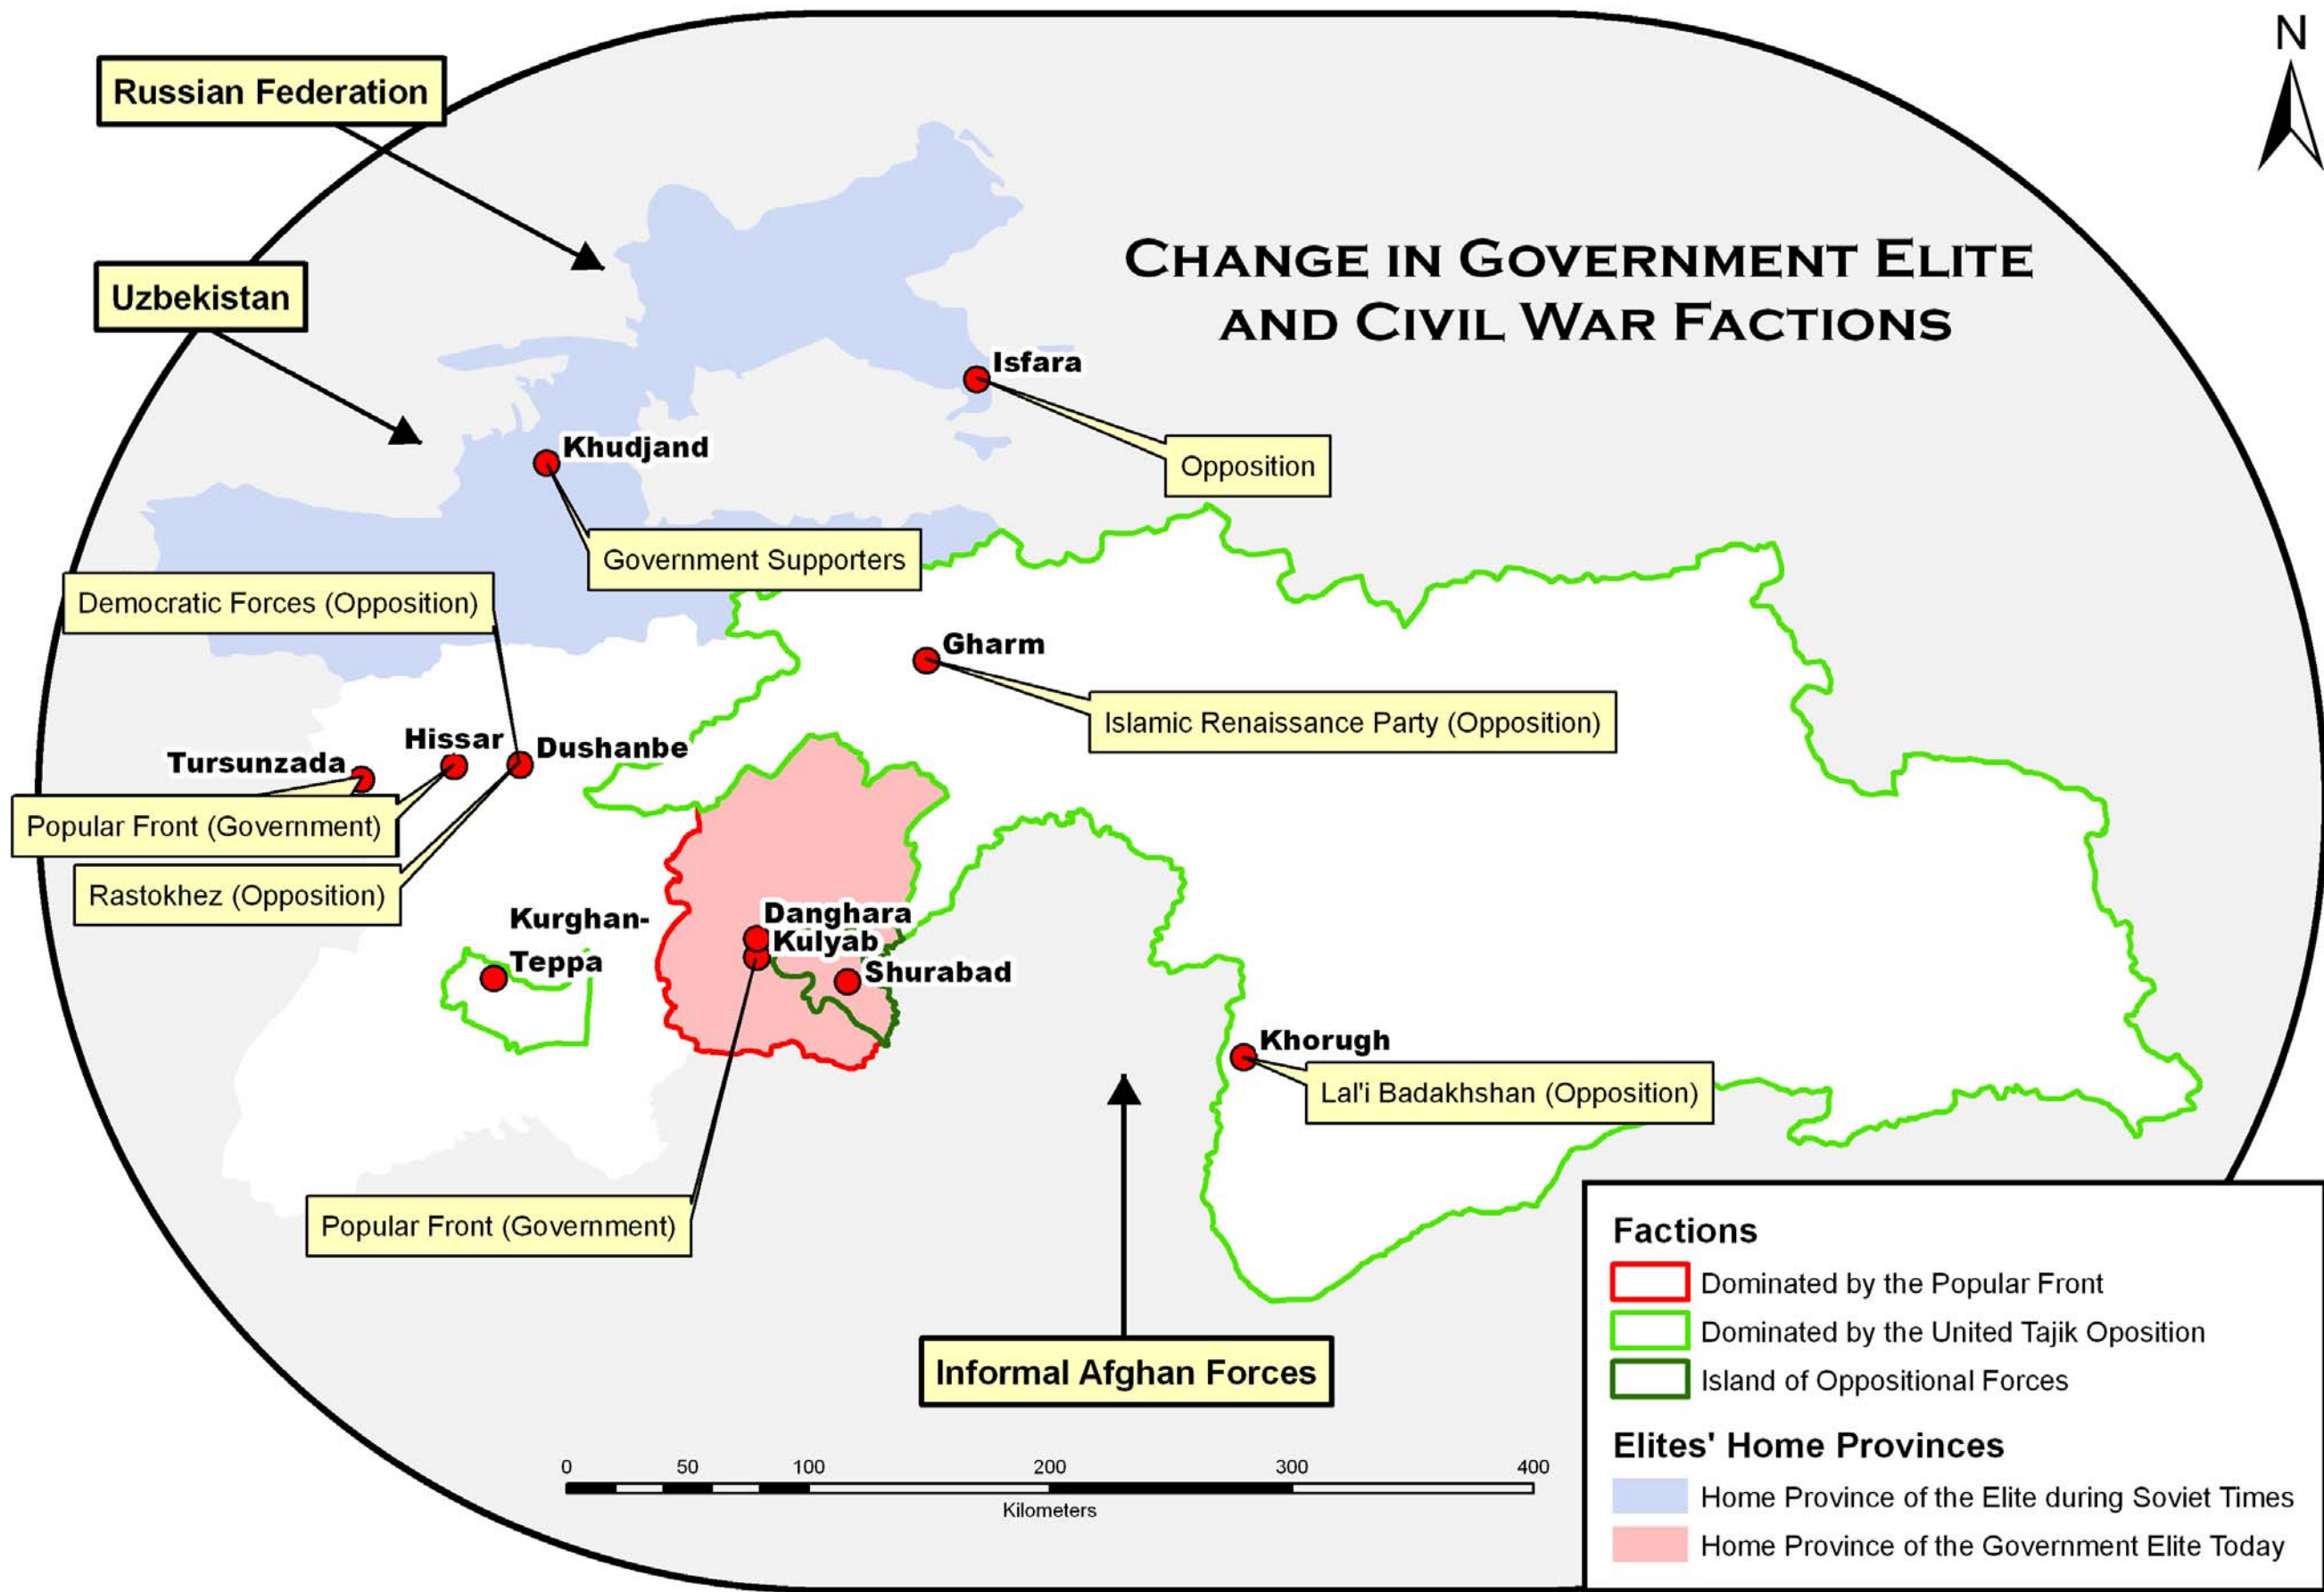 N
Russian Federation
CHANGE IN GOVERNMENT ELITE
AND CIVIL WAR FACTIONS
Uzbekistan
Isfara
Khudjand
Opposition
Government Supporters
Democratic Forces (Opposition)
Gharm
Islamic Renaissance Party (Opposition)
Hissar
Dushanbe
Tursunzada
Popular Front (Government)
Rastokhez (Opposition)
Kurghan-
Teppa
Danghara
Kulyab
Shurabad
Khorugh
Lal'i Badakhshan (Opposition)
Popular Front (Government)
Informal Afghan Forces
0 50 100 200 300 400
Kilometers
Factions
Dominated by the Popular Front
Dominated by the United Tajik Oposition
Island of Oppositional Forces
Elites' Home Provinces
Home Province of the Elite during Soviet Times
Home Province of the Government Elite Today